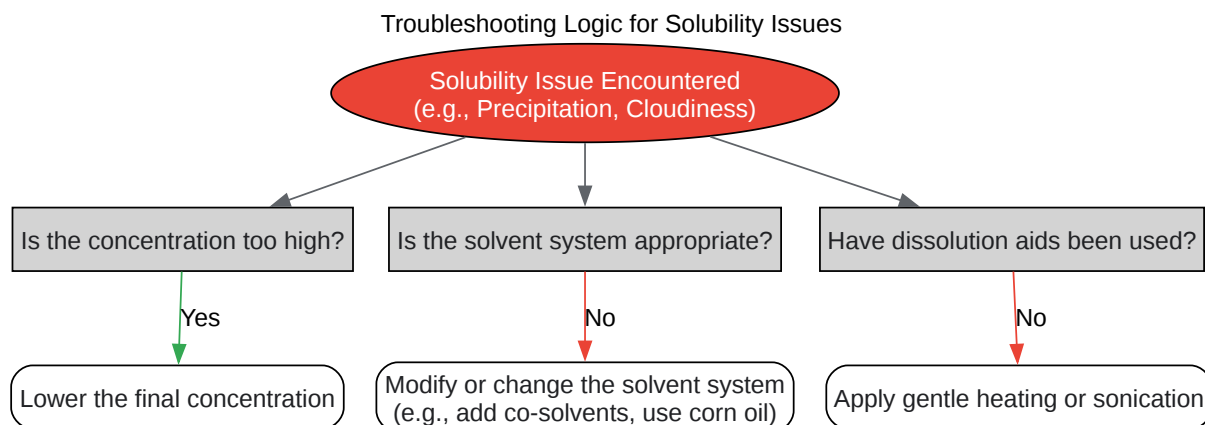 Troubleshooting Logic for Solubility Issues
Solubility Issue Encountered
(e.g., Precipitation, Cloudiness)
Is the concentration too high?
Is the solvent system appropriate?
Have dissolution aids been used?
Yes
No
No
Lower the final concentration
Modify or change the solvent system
(e.g., add co-solvents, use corn oil)
Apply gentle heating or sonication